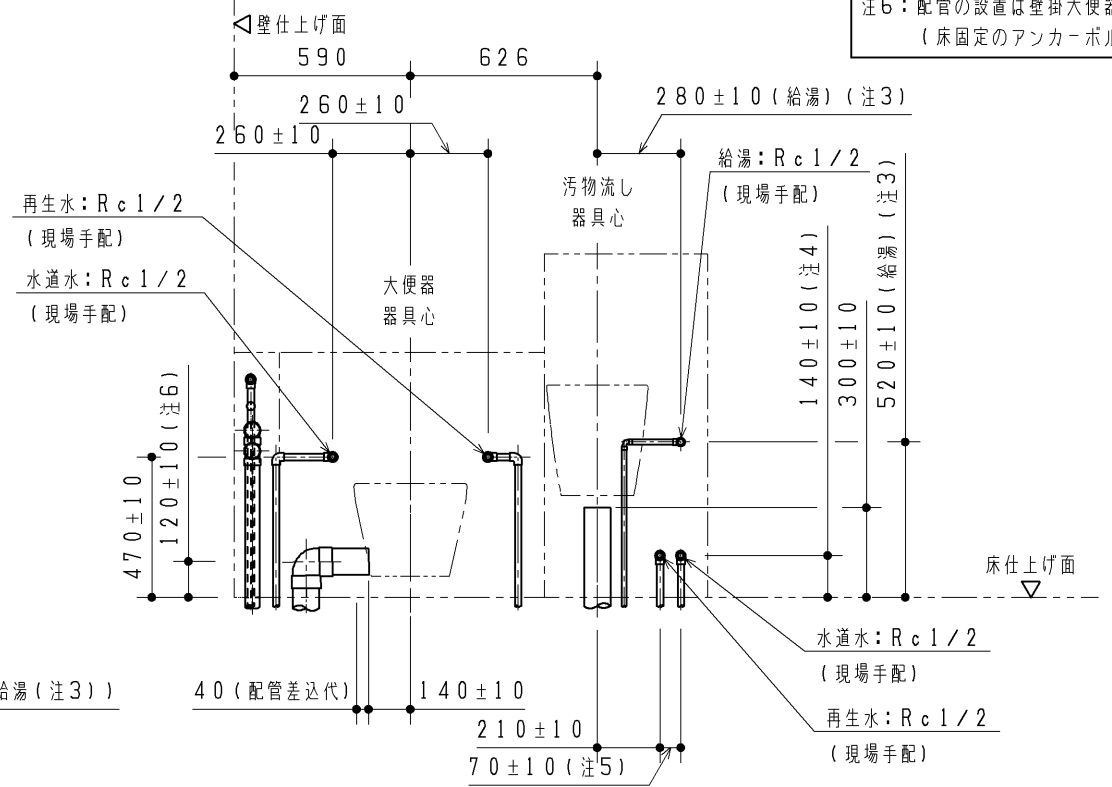 注6：配管の設置は壁掛大便器
（床固定のアンカーボル
壁仕上げ面
590
626
260±10
260±10
280±10(給湯)(注3)
給湯：Rc1/2
(現場手配)
汚物流し
器具心
再生水：Rc1/2
(現場手配)
水道水：Rc1/2
(現場手配)
大便器
器具心
140±10(注4)
300±10
520±10(給湯)(注3)
470±10
120±10(注6)
床仕上げ面
水道水：Rc1/2
(現場手配)
再生水：Rc1/2
(現場手配)
給湯(注3))
40(配管差込代)
140±10
210±10
70±10(注5)